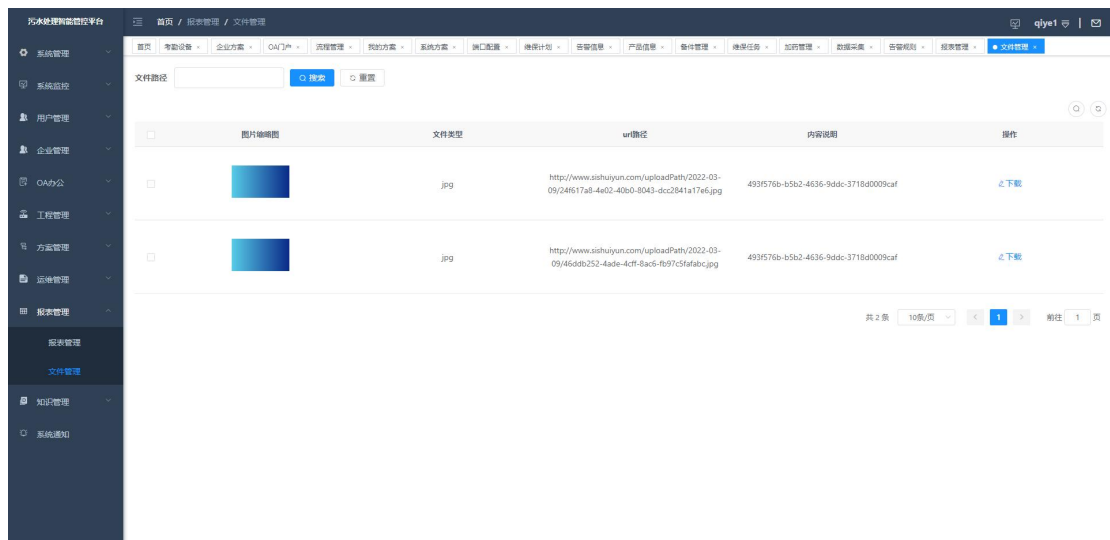 污水处理智能管控平台
首页 / 报表管理 / 文件管理
qiye1
系统管理
系统监控
用户管理
企业管理
OA办公
工程管理
方案管理
运维管理
报表管理
报表管理
文件管理
知识管理
系统通知
首页 考勤设备 × 企业方案 × OA门户 × 流程管理 × 我的方案 × 系统方案 × 端口配置 × 维保计划 × 告警信息 × 产品信息 × 备件管理 × 维保任务 × 加药管理 × 数据采集 × 告警规则 × 报表管理 × 文件管理 ×
文件路径 搜索 重置
图片缩略图 文件类型 url路径 内容说明 操作
jpg http://www.sishuiyun.com/uploadPath/2022-03- 493f576b-b5b2-4636-9ddc-3718d0009caf 下载
09/24f617a8-4e02-40b0-8043-dcc2841a17e6.jpg
jpg http://www.sishuiyun.com/uploadPath/2022-03- 493f576b-b5b2-4636-9ddc-3718d0009caf 下载
09/46ddb252-4ade-4cff-8ac6-fb97c5fafabc.jpg
共 2 条 10条/页 < 1 > 前往 1 页